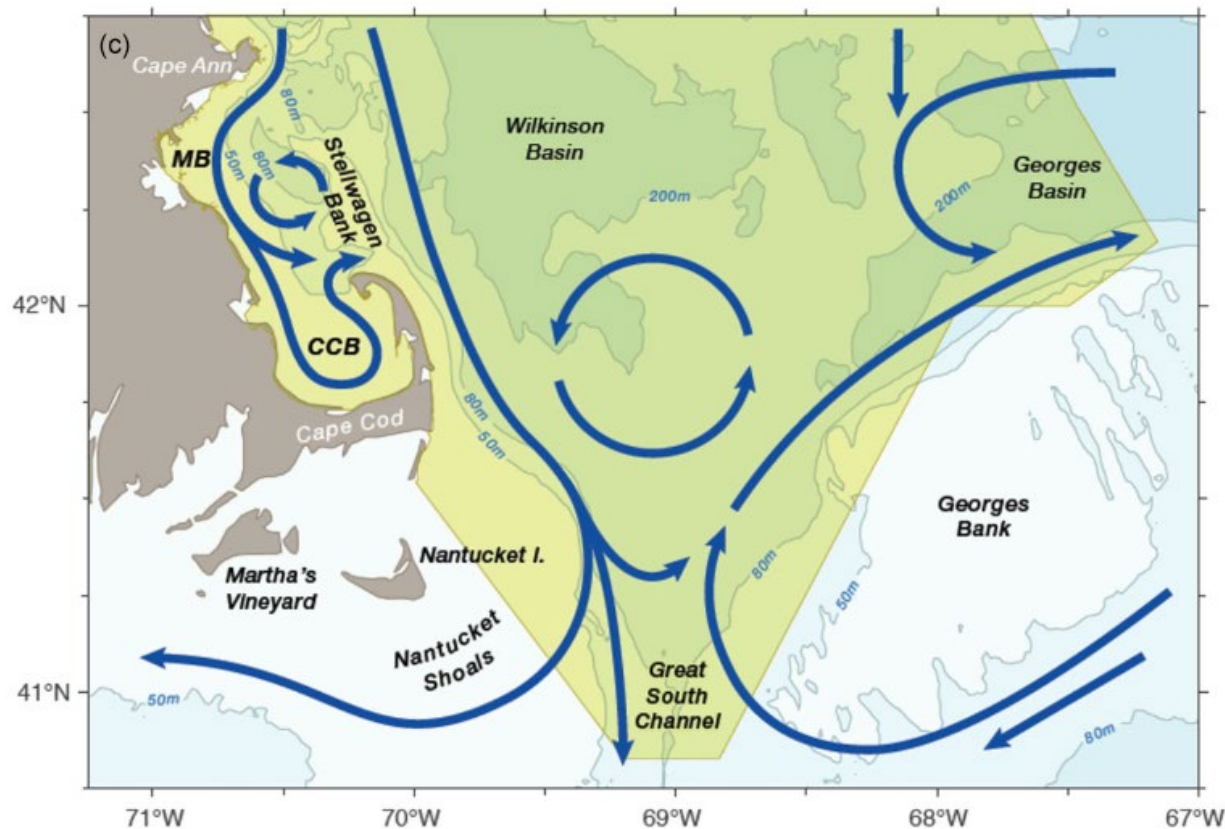 (c)
Cape Ann
80m
MB
50m
80m
Stellwagen
Bank
Wilkinson
Basin
200m
Georges
Basin
200m
42°N
CCB
Cape Cod
80m
50m
Georges
Bank
Nantucket I.
Martha's
Vineyard
80m
50m
Nantucket
Shoals
Great
South
Channel
41°N
50m
80m
71°W
70°W
69°W
68°W
67°W